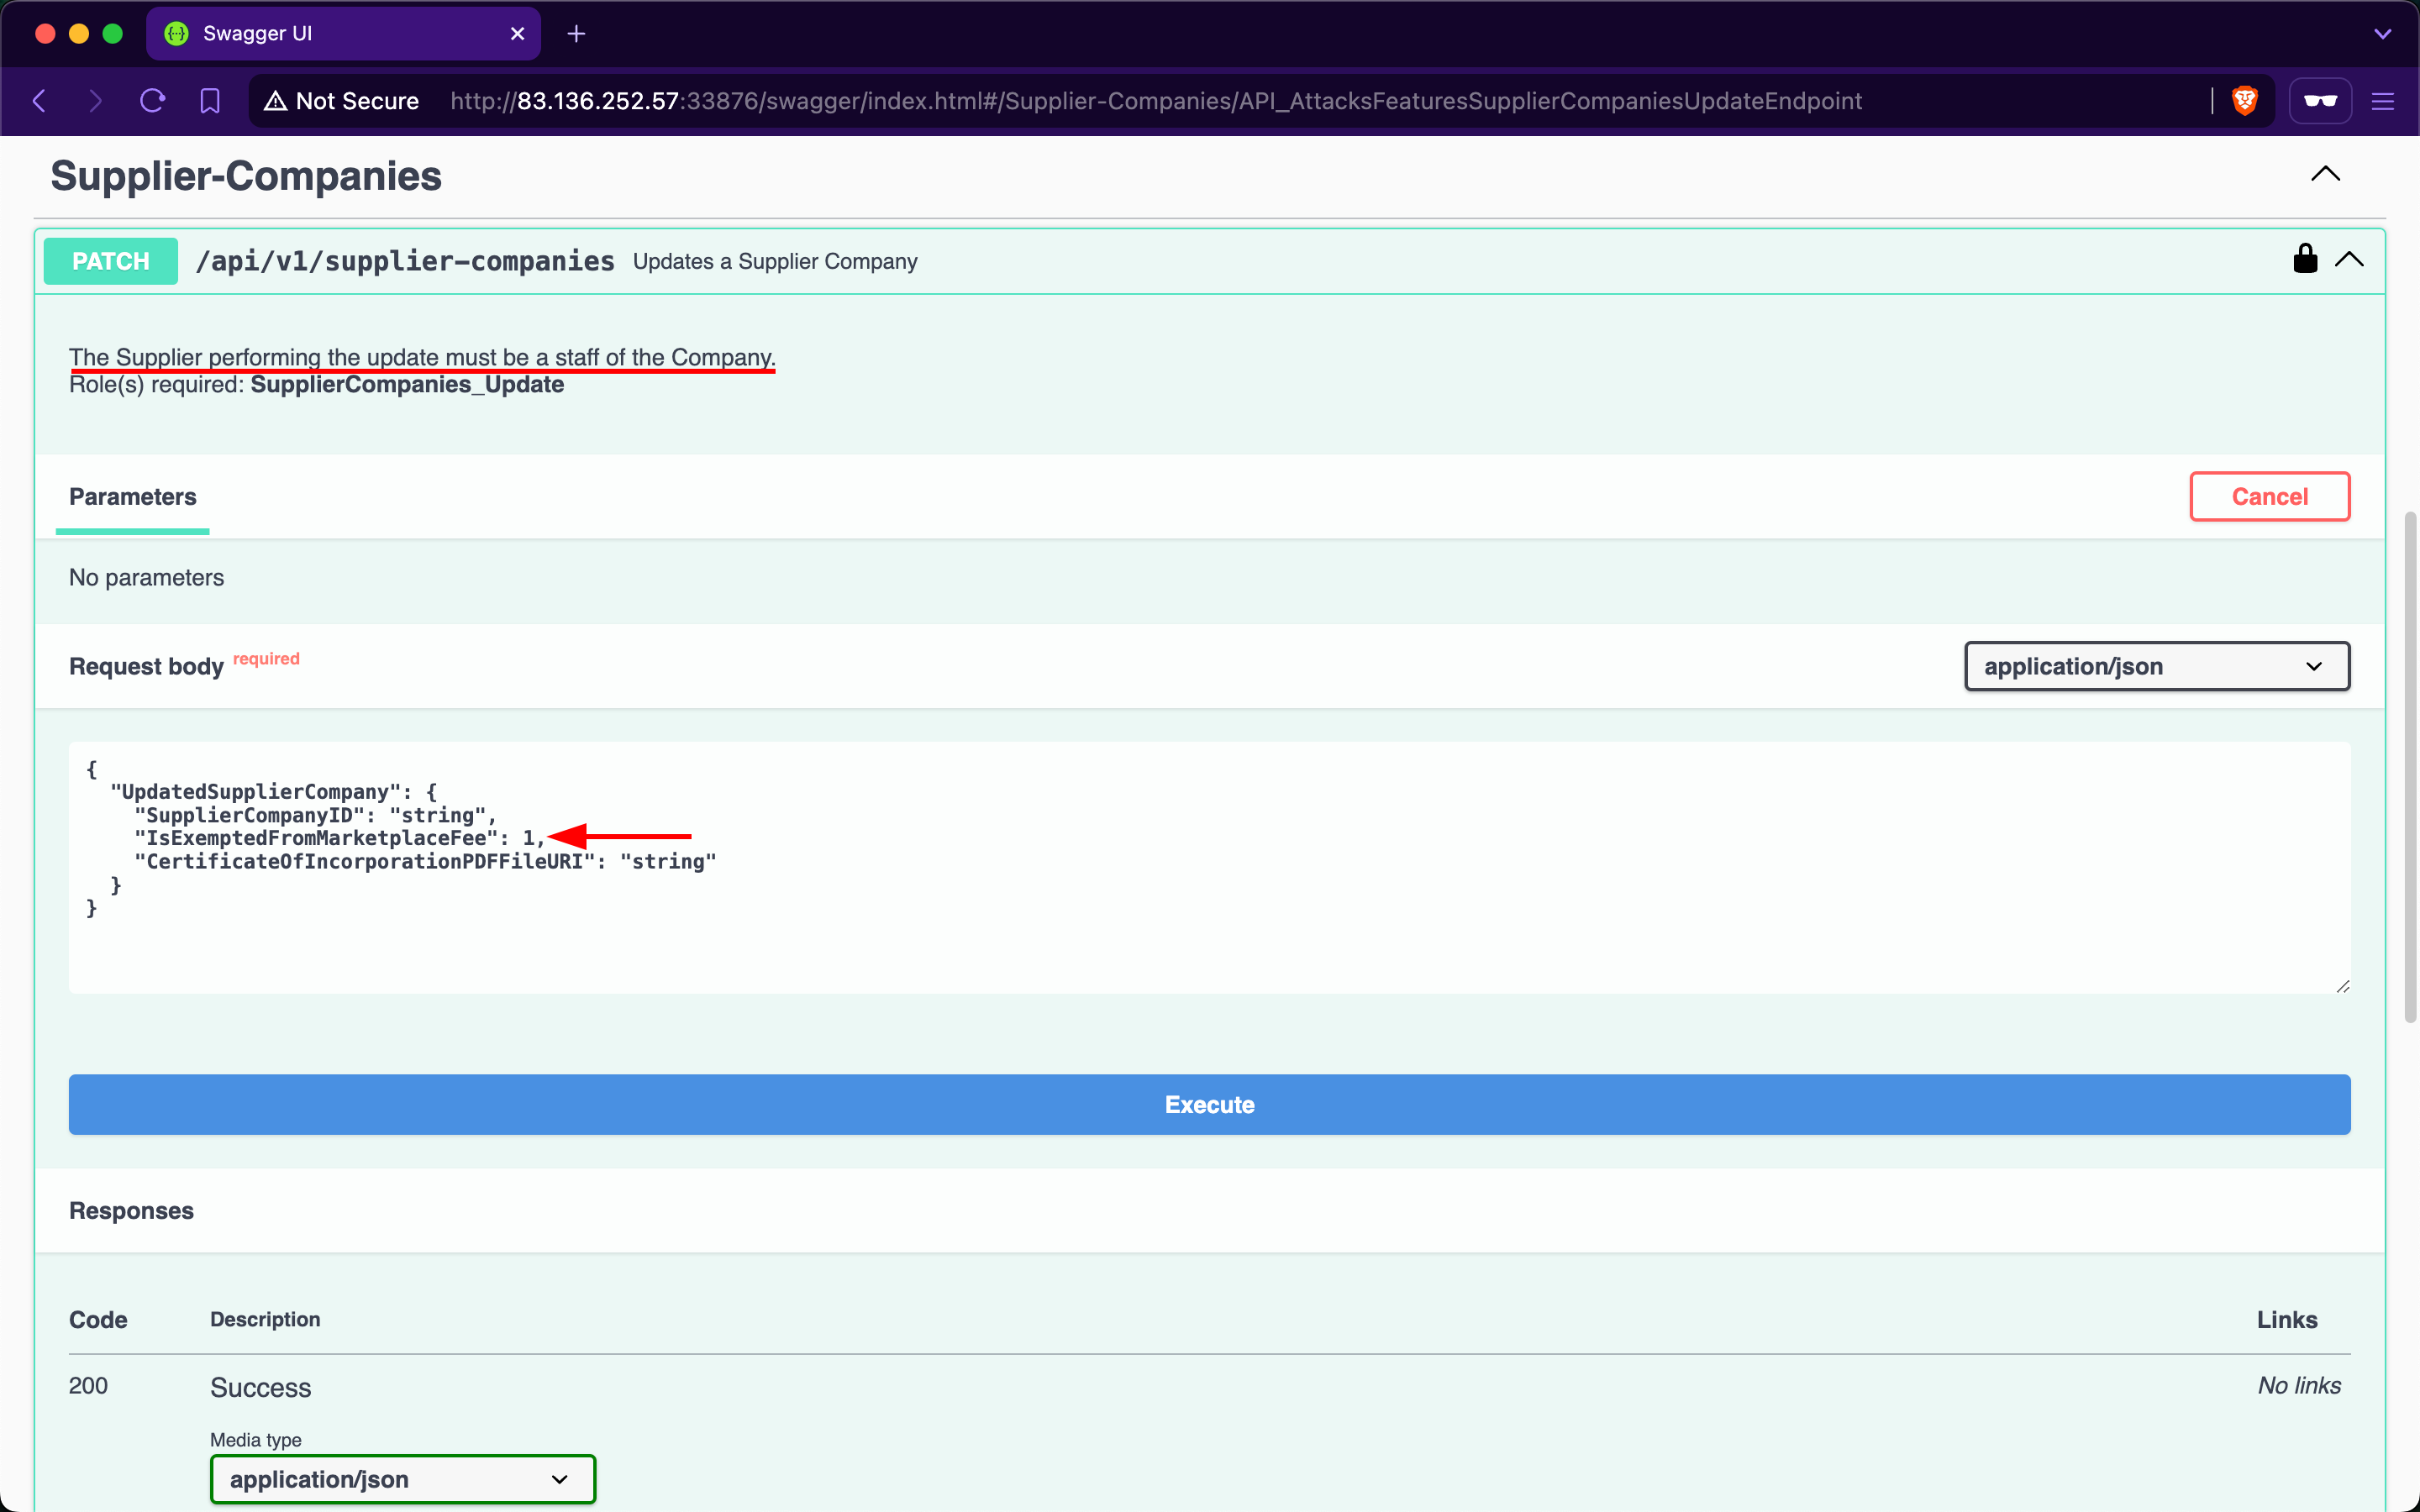 Swagger UI
Not Secure http://83.136.252.57:33876/swagger/index.html#/Supplier-Companies/API_AttacksFeaturesSupplierCompaniesUpdateEndpoint
Supplier-Companies
PATCH /api/v1/supplier-companies Updates a Supplier Company
The Supplier performing the update must be a staff of the Company.
Role(s) required: SupplierCompanies_Update
Parameters Cancel
No parameters
Request body required application/json
{
"UpdatedSupplierCompany": {
"SupplierCompanyID": "string",
"IsExemptedFromMarketplaceFee": 1,
"CertificateOfIncorporationPDFFileURI": "string"
}
}
Execute
Responses
Code Description Links
200 Success No links
Media type
application/json